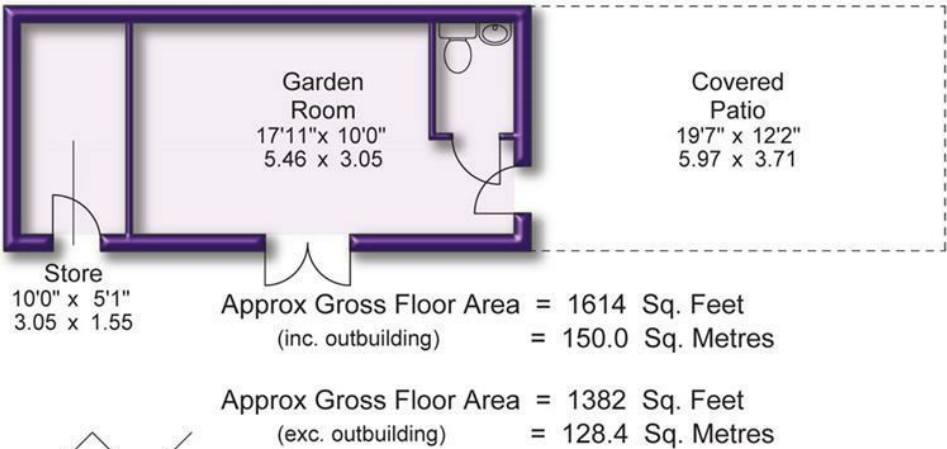 Garden
Room
17'11"x 10'0"
5.46 x 3.05
Covered
Patio
19'7" x 12'2"
5.97 x 3.71
Store
10'0" x 5'1"
3.05 x 1.55
Approx Gross Floor Area = 1614 Sq. Feet
(inc. outbuilding) = 150.0 Sq. Metres
Approx Gross Floor Area = 1382 Sq. Feet
(exc. outbuilding) = 128.4 Sq. Metres